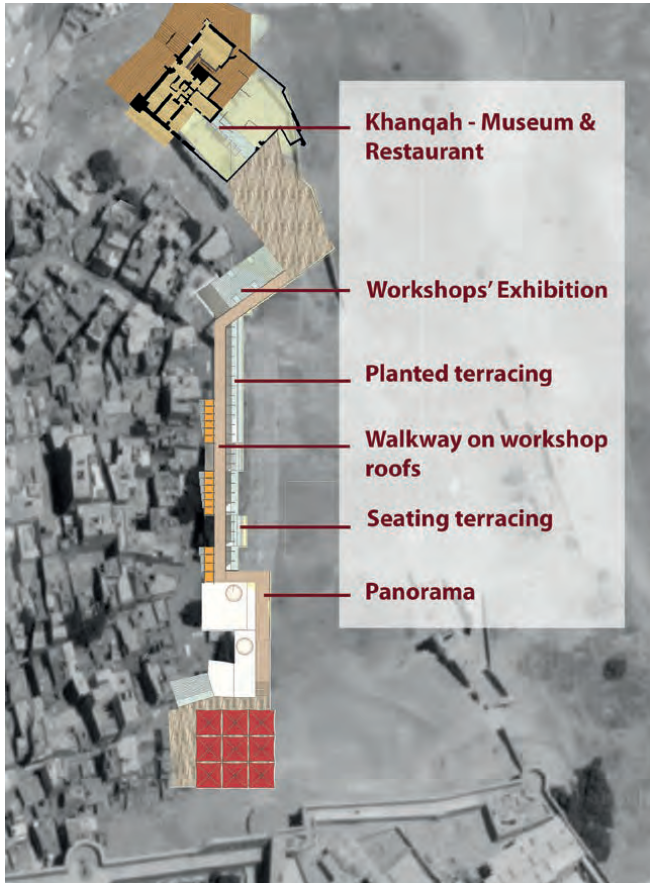 Khanqah - Museum &
Restaurant
Workshops' Exhibition
Planted terracing
Walkway on workshop
roofs
Seating terracing
Panorama